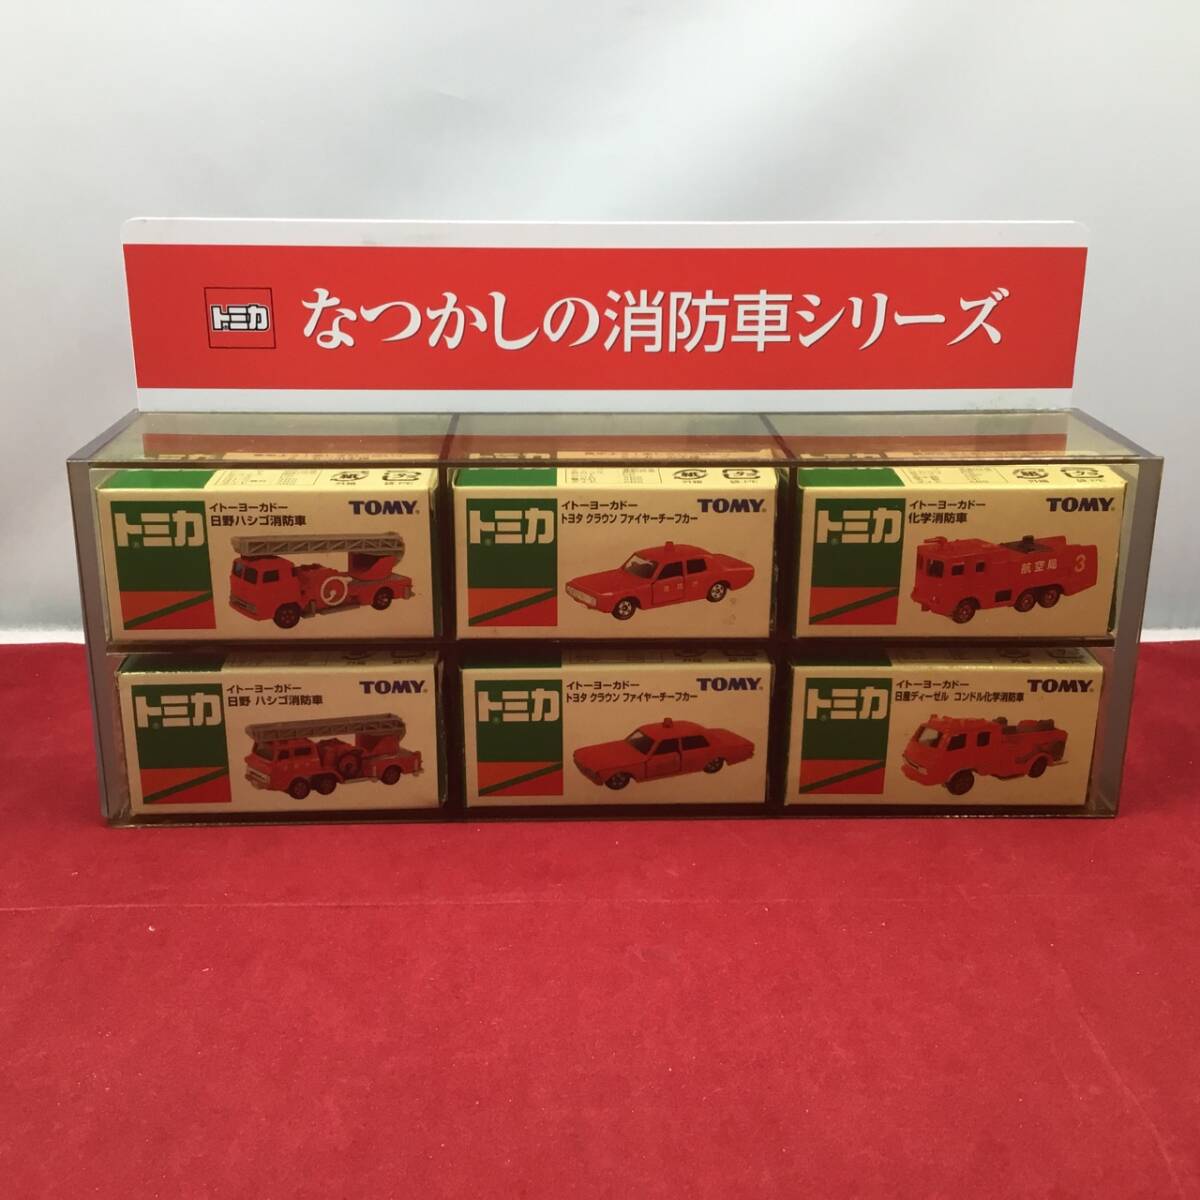 トミカ なつかしの消防車シリーズ
トミカ
イトーヨーカドー
日野ハシゴ消防車
TOMY
トミカ
イトーヨーカドー
トヨタ クラウン ファイヤーチーフカー
TOMY
トミカ
イトーヨーカドー
化学消防車
TOMY
航空局 3
トミカ
イトーヨーカドー
日野 ハシゴ消防車
TOMY
トミカ
イトーヨーカドー
トヨタ クラウン ファイヤーチーフカー
TOMY
トミカ
イトーヨーカドー
日産ディーゼル コンドル化学消防車
TOMY